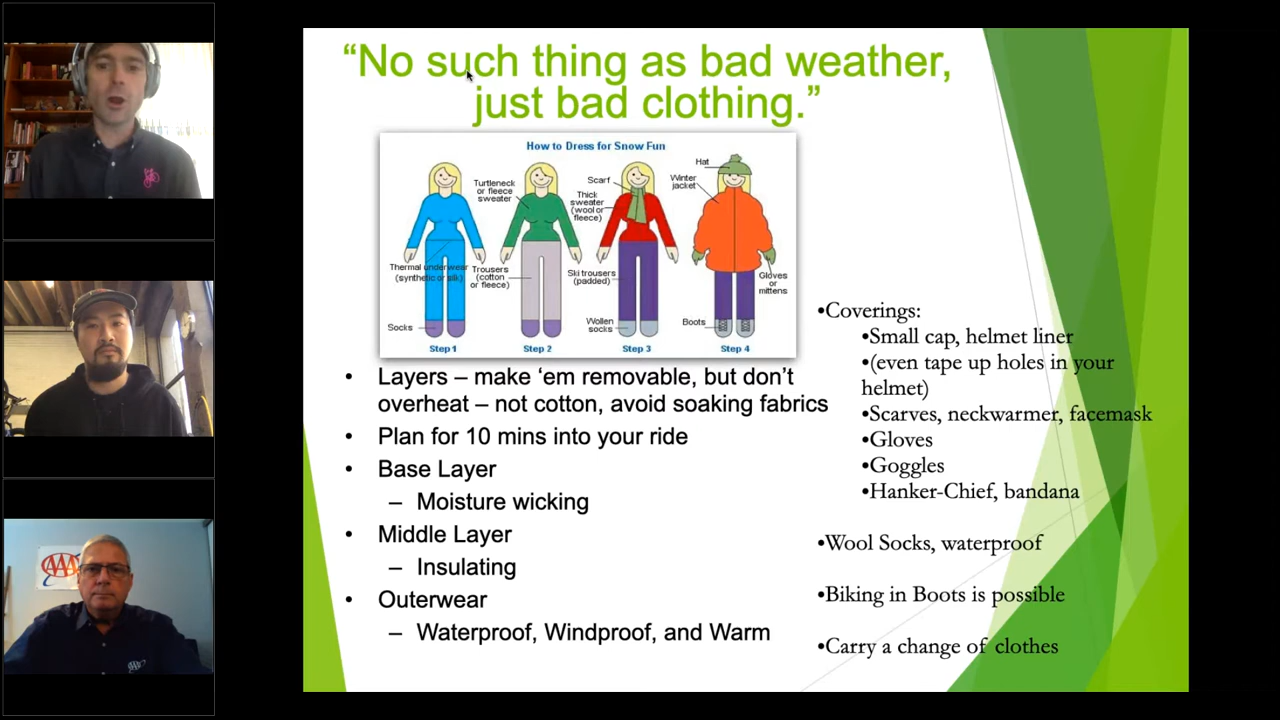 “No such thing as bad weather,
just bad clothing.”
How to Dress for Snow Fun
Thermal underwear
(synthetic or silk)
Socks
Step 1
Turtleneck
or fleece
sweater
Trousers
(cotton
or fleece)
Step 2
Scarf
Thick
sweater
(wool or
fleece)
Ski trousers
(padded)
Wollen
socks
Step 3
Hat
Winter
jacket
Gloves
or
mittens
Boots
Step 4
• Layers – make ‘em removable, but don’t
overheat – not cotton, avoid soaking fabrics
• Plan for 10 mins into your ride
• Base Layer
– Moisture wicking
• Middle Layer
– Insulating
• Outerwear
– Waterproof, Windproof, and Warm
•Coverings:
•Small cap, helmet liner
•(even tape up holes in your
helmet)
•Scarves, neckwarmer, facemask
•Gloves
•Goggles
•Hanker-Chief, bandana
•Wool Socks, waterproof
•Biking in Boots is possible
•Carry a change of clothes
AAA
AAA